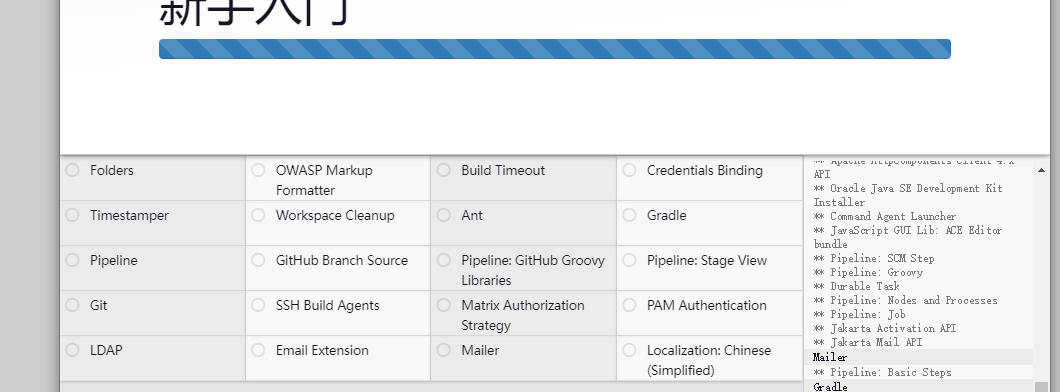 新手入门
Folders
OWASP Markup
Formatter
Build Timeout
Credentials Binding
Timestamper
Workspace Cleanup
Ant
Gradle
Pipeline
GitHub Branch Source
Pipeline: GitHub Groovy
Libraries
Pipeline: Stage View
Git
SSH Build Agents
Matrix Authorization
Strategy
PAM Authentication
LDAP
Email Extension
Mailer
Localization: Chinese
(Simplified)
** Apache HttpComponents Client 4.x
API
** Oracle Java SE Development Kit
Installer
** Command Agent Launcher
** JavaScript GUI Lib: ACE Editor
bundle
** Pipeline: SCM Step
** Pipeline: Groovy
** Durable Task
** Pipeline: Nodes and Processes
** Pipeline: Job
** Jakarta Activation API
** Jakarta Mail API
Mailer
** Pipeline: Basic Steps
Gradle